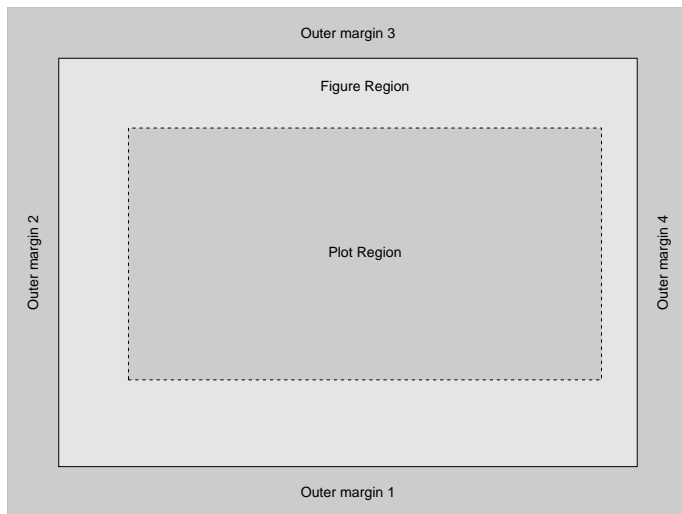 Outer margin 3
Figure Region
Outer margin 2
Plot Region
Outer margin 4
Outer margin 1